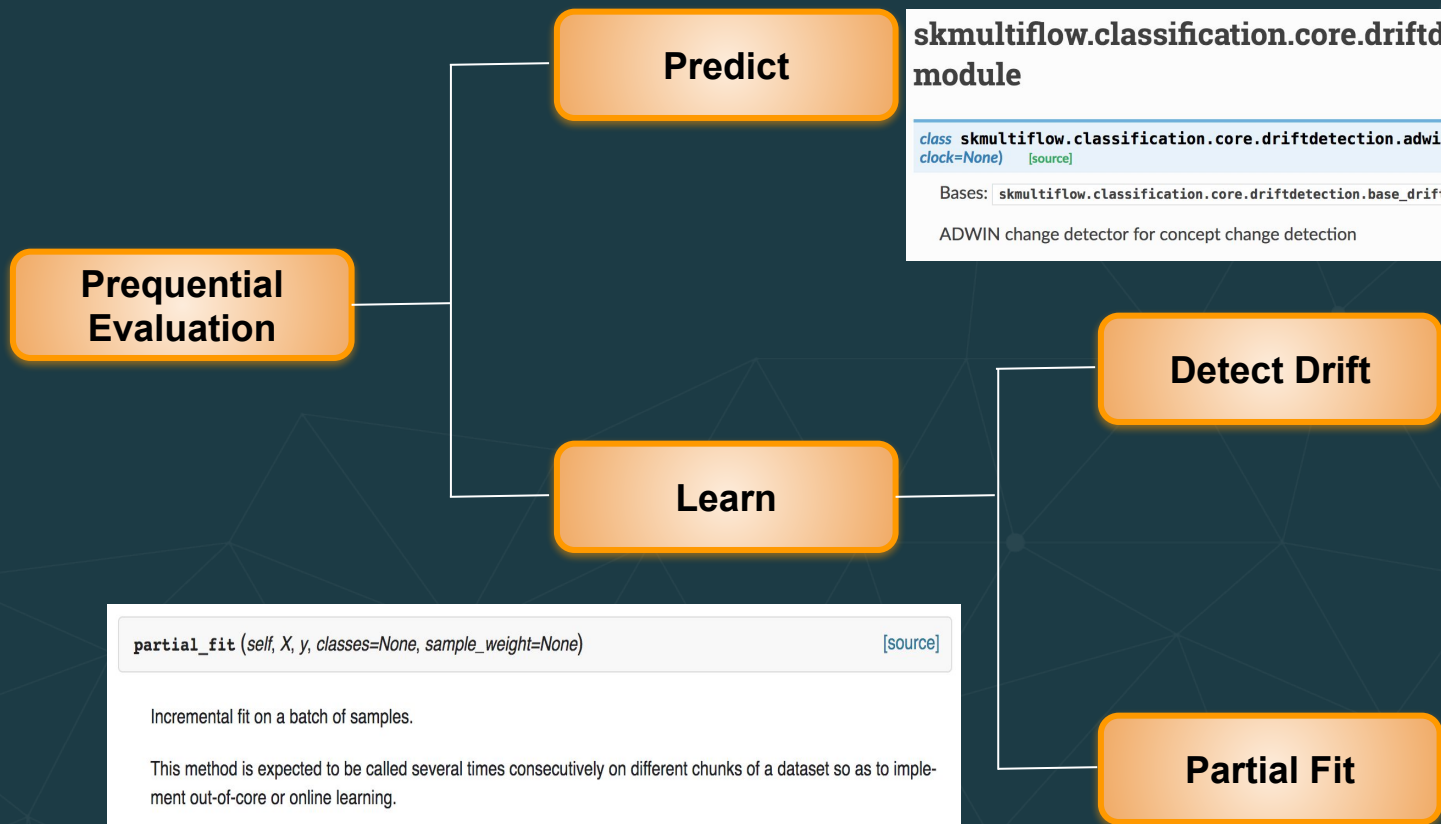 Predict
skmultiflow.classification.core.driftd
module
class skmultiflow.classification.core.driftdetection.adwi
clock=None) [source]
Bases: skmultiflow.classification.core.driftdetection.base_drif
ADWIN change detector for concept change detection
Prequential
Evaluation
Detect Drift
Learn
partial_fit (self, X, y, classes=None, sample_weight=None) [source]
Incremental fit on a batch of samples.
This method is expected to be called several times consecutively on different chunks of a dataset so as to imple-
ment out-of-core or online learning.
Partial Fit